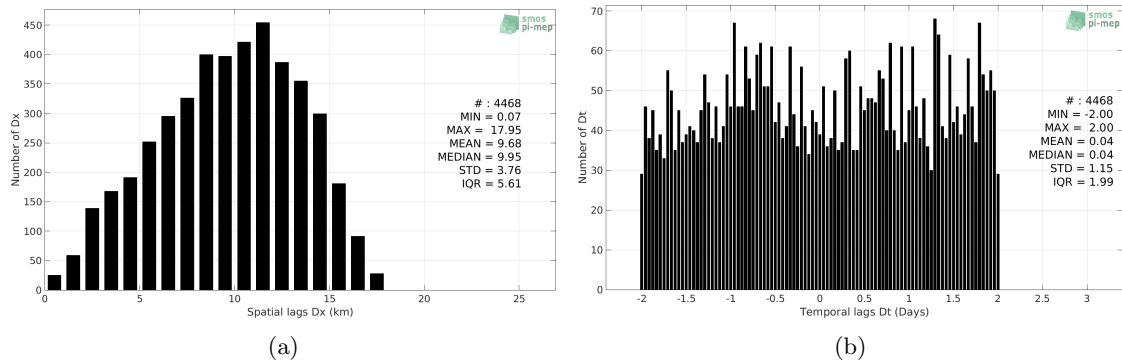 smos
pi-mep
450
400
350
300
250
200
150
100
50
0
Number of Dx
# : 4468
MIN = 0.07
MAX = 17.95
MEAN = 9.68
MEDIAN = 9.95
STD = 3.76
IQR = 5.61
0 5 10 15 20 25
Spatial lags Dx (km)
(a)
smos
pi-mep
70
60
50
40
30
20
10
0
Number of Dt
# : 4468
MIN = -2.00
MAX = 2.00
MEAN = 0.04
MEDIAN = 0.04
STD = 1.15
IQR = 1.99
-2 -1.5 -1 -0.5 0 0.5 1 1.5 2 2.5 3
Temporal lags Dt (Days)
(b)